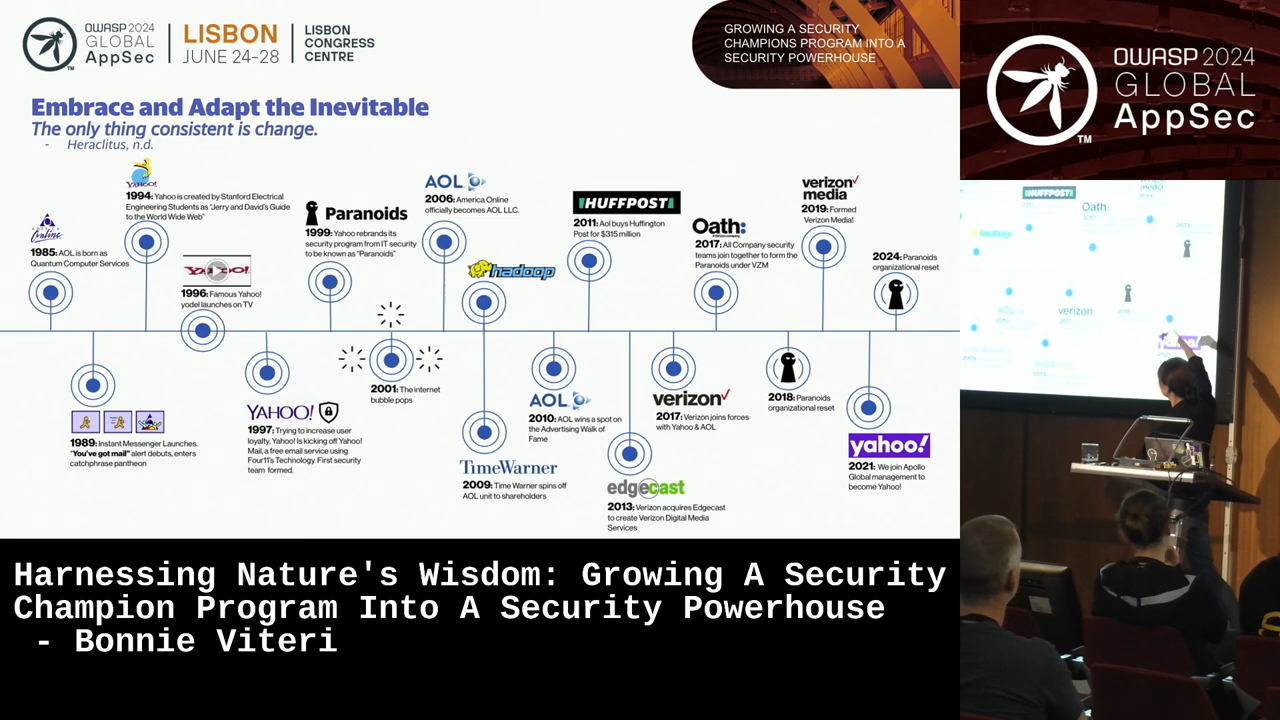 OWASP 2024
GLOBAL
AppSec
TM
LISBON
JUNE 24-28
LISBON
CONGRESS
CENTRE
GROWING A SECURITY
CHAMPIONS PROGRAM INTO A
SECURITY POWERHOUSE
OWASP 2024
GLOBAL
AppSec
TM
Embrace and Adapt the Inevitable
The only thing consistent is change.
- Heraclitus, n.d.
YAHOO!
1994: Yahoo is created by Stanford Electrical
Engineering Students as "Jerry and David's Guide
to the World Wide Web"
AOL
2006: America Online
officially becomes AOL LLC.
HUFFPOST
2011: Aol buys Huffington
Post for $315 million
verizon
media
2019: Formed
Verizon Media!
Online
1985: AOL is born as
Quantum Computer Services
Paranoids
1999: Yahoo rebrands its
security program from IT security
to be known as "Paranoids"
Oath:
2017: All Company security
teams join together to form the
Paranoids under VZM
2024: Paranoids
organizational reset
YAHOO!
1996: Famous Yahoo!
yodel launches on TV
hadoop
1989: Instant Messenger Launches.
"You've got mail" alert debuts, enters
catchphrase pantheon
YAHOO!
1997: Trying to increase user
loyalty, Yahoo! Is kicking off Yahoo!
Mail, a free email service using
Four11's Technology. First security
team formed.
2001: The internet
bubble pops
TimeWarner
2009: Time Warner spins off
AOL unit to shareholders
AOL
2010: AOL wins a spot on
the Advertising Walk of
Fame
edgecast
2013: Verizon acquires Edgecast
to create Verizon Digital Media
Services
verizon
2017: Verizon joins forces
with Yahoo & AOL
2018: Paranoids
organizational reset
yahoo!
2021: We join Apollo
Global management to
become Yahoo!
HUFFPOST
verizon
media
Oath:
verizon
Harnessing Nature's Wisdom: Growing A Security
Champion Program Into A Security Powerhouse
- Bonnie Viteri